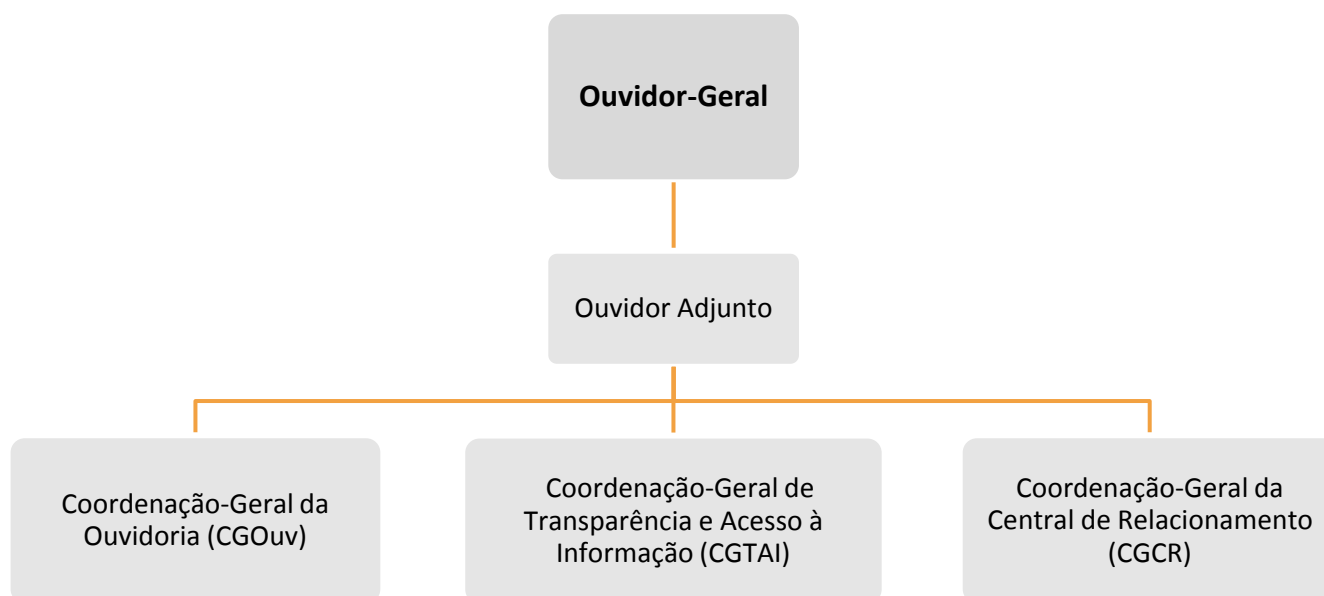 Ouvidor-Geral
Ouvidor Adjunto
Coordenação-Geral da
Ouvidoria (CGOuv)
Coordenação-Geral de
Transparência e Acesso à
Informação (CGTAI)
Coordenação-Geral da
Central de Relacionamento
(CGCR)